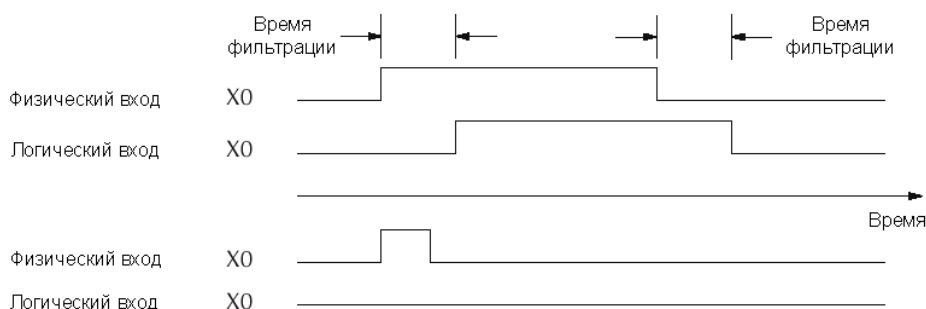 Время
фильтрации
Время
фильтрации
Физический вход X0
Логический вход X0
Время
Физический вход X0
Логический вход X0